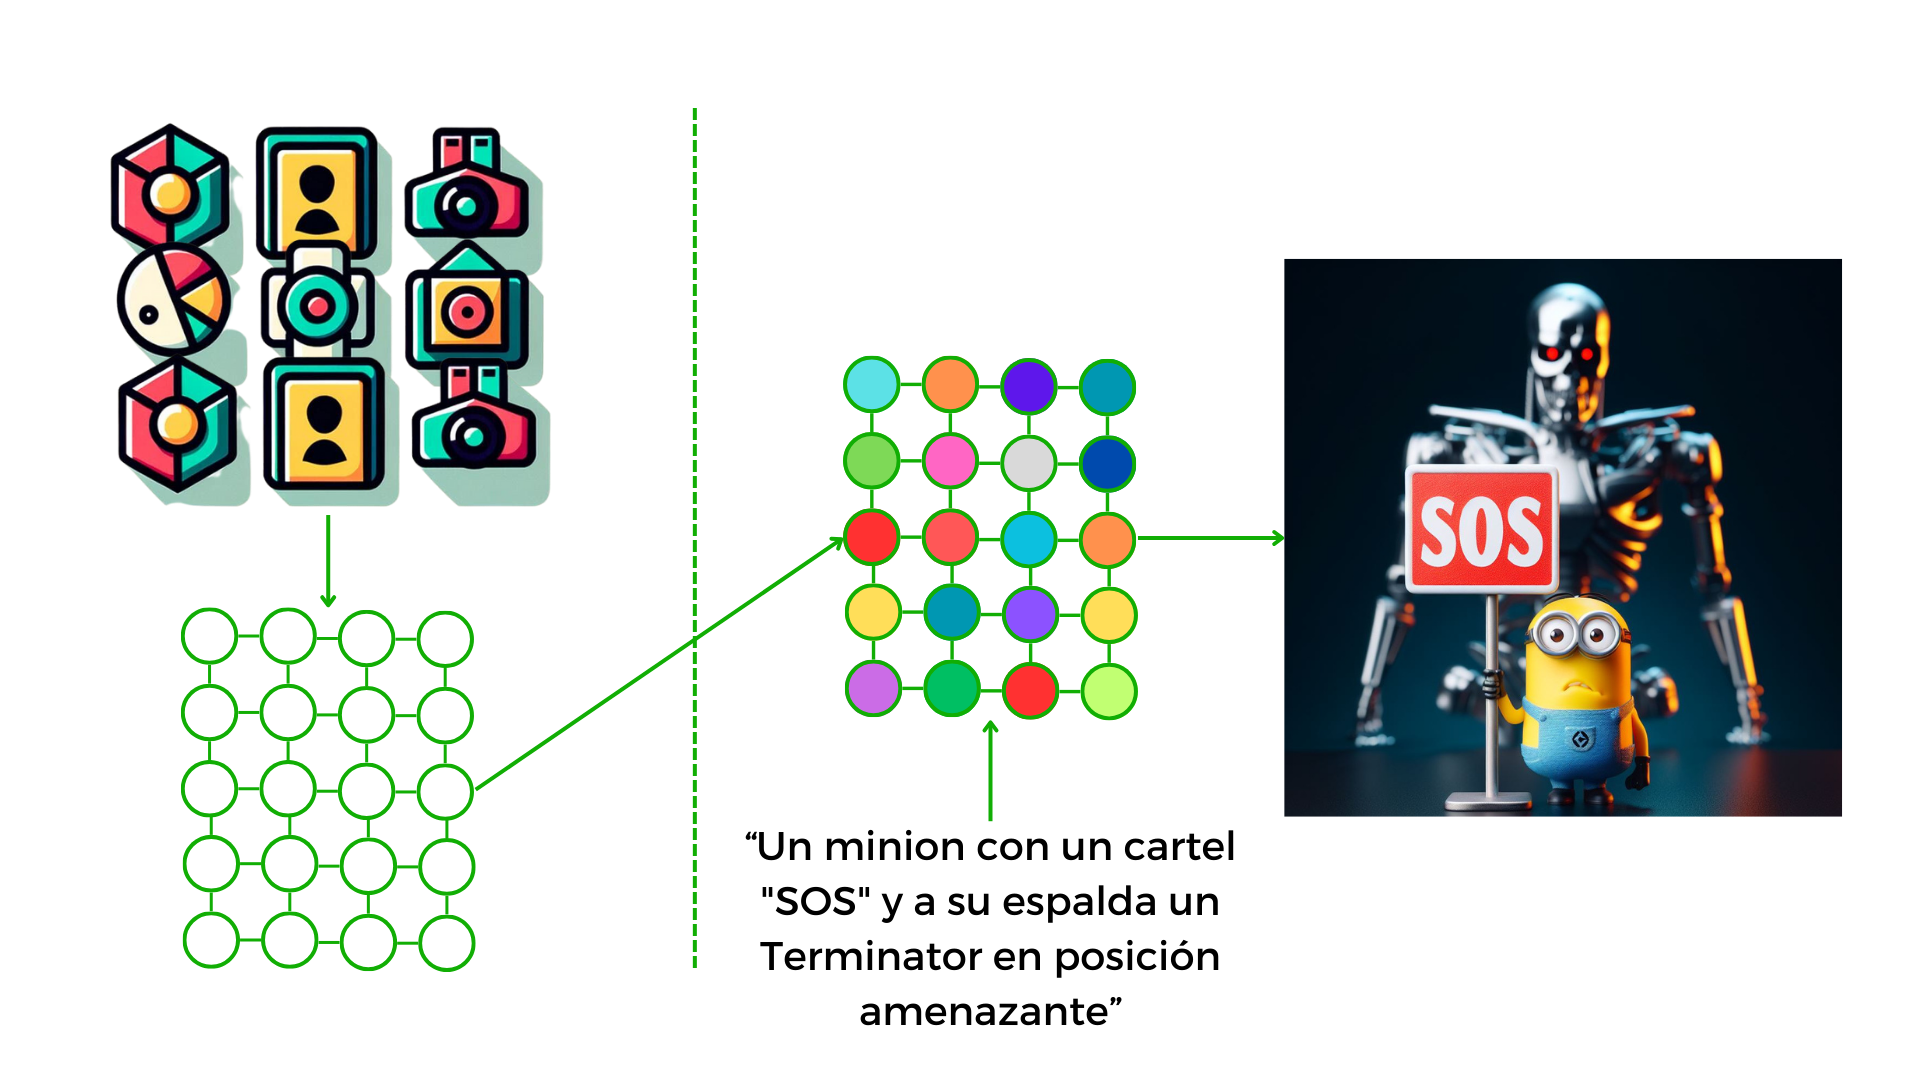 SOS
“Un minion con un cartel
"SOS" y a su espalda un
Terminator en posición
amenazante”